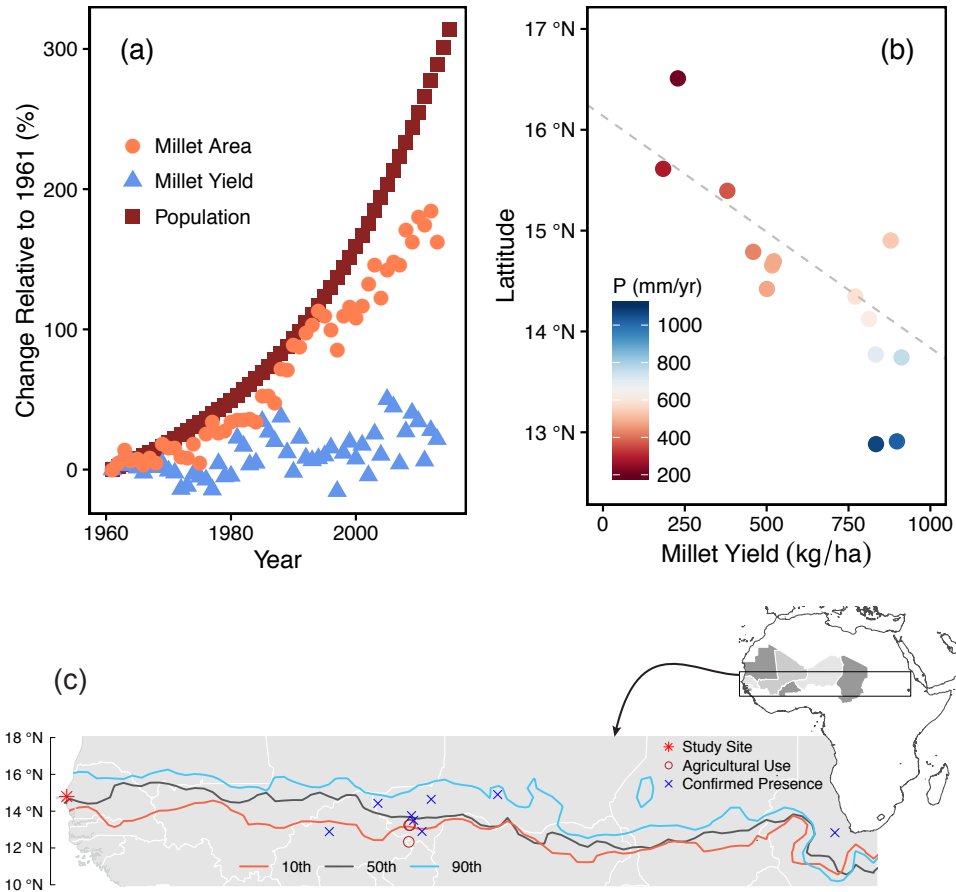 (a)
Change Relative to 1961 (%)
300
200
100
0
Millet Area
Millet Yield
Population
1960
1980
2000
Year
(b)
Lattitude
17 °N
16 °N
15 °N
14 °N
13 °N
P (mm/yr)
1000
800
600
400
200
0
250
500
750
1000
Millet Yield (kg/ha)
(c)
18 °N
16 °N
14 °N
12 °N
10 °N
Study Site
Agricultural Use
Confirmed Presence
10th
50th
90th